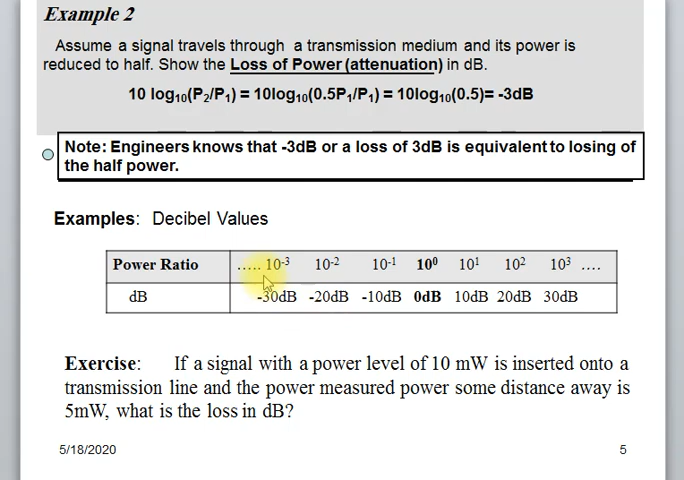 Example 2
Assume a signal travels through a transmission medium and its power is
reduced to half. Show the Loss of Power (attenuation) in dB.
10 log₁₀(P₂/P₁) = 10log₁₀(0.5P₁/P₁) = 10log₁₀(0.5)= -3dB
Note: Engineers knows that -3dB or a loss of 3dB is equivalent to losing of
the half power.
Examples: Decibel Values
Power Ratio ..... 10⁻³ 10⁻² 10⁻¹ 10⁰ 10¹ 10² 10³ ....
dB -30dB -20dB -10dB 0dB 10dB 20dB 30dB
Exercise: If a signal with a power level of 10 mW is inserted onto a
transmission line and the power measured power some distance away is
5mW, what is the loss in dB?
5/18/2020 5